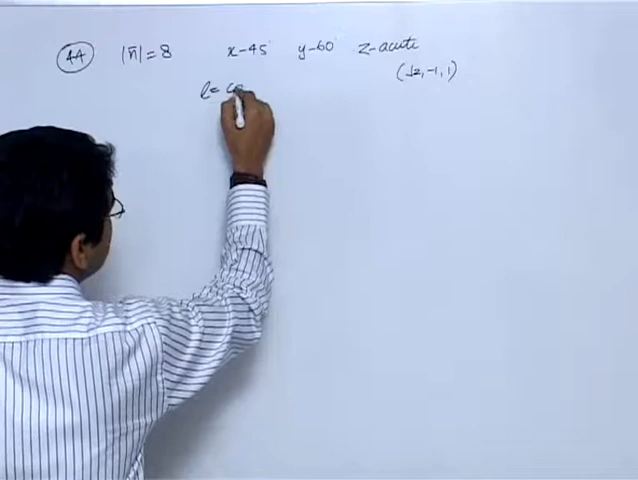 44 |n̄| = 8 x-45° y-60° z-acute
(√2, -1, 1)
l = co